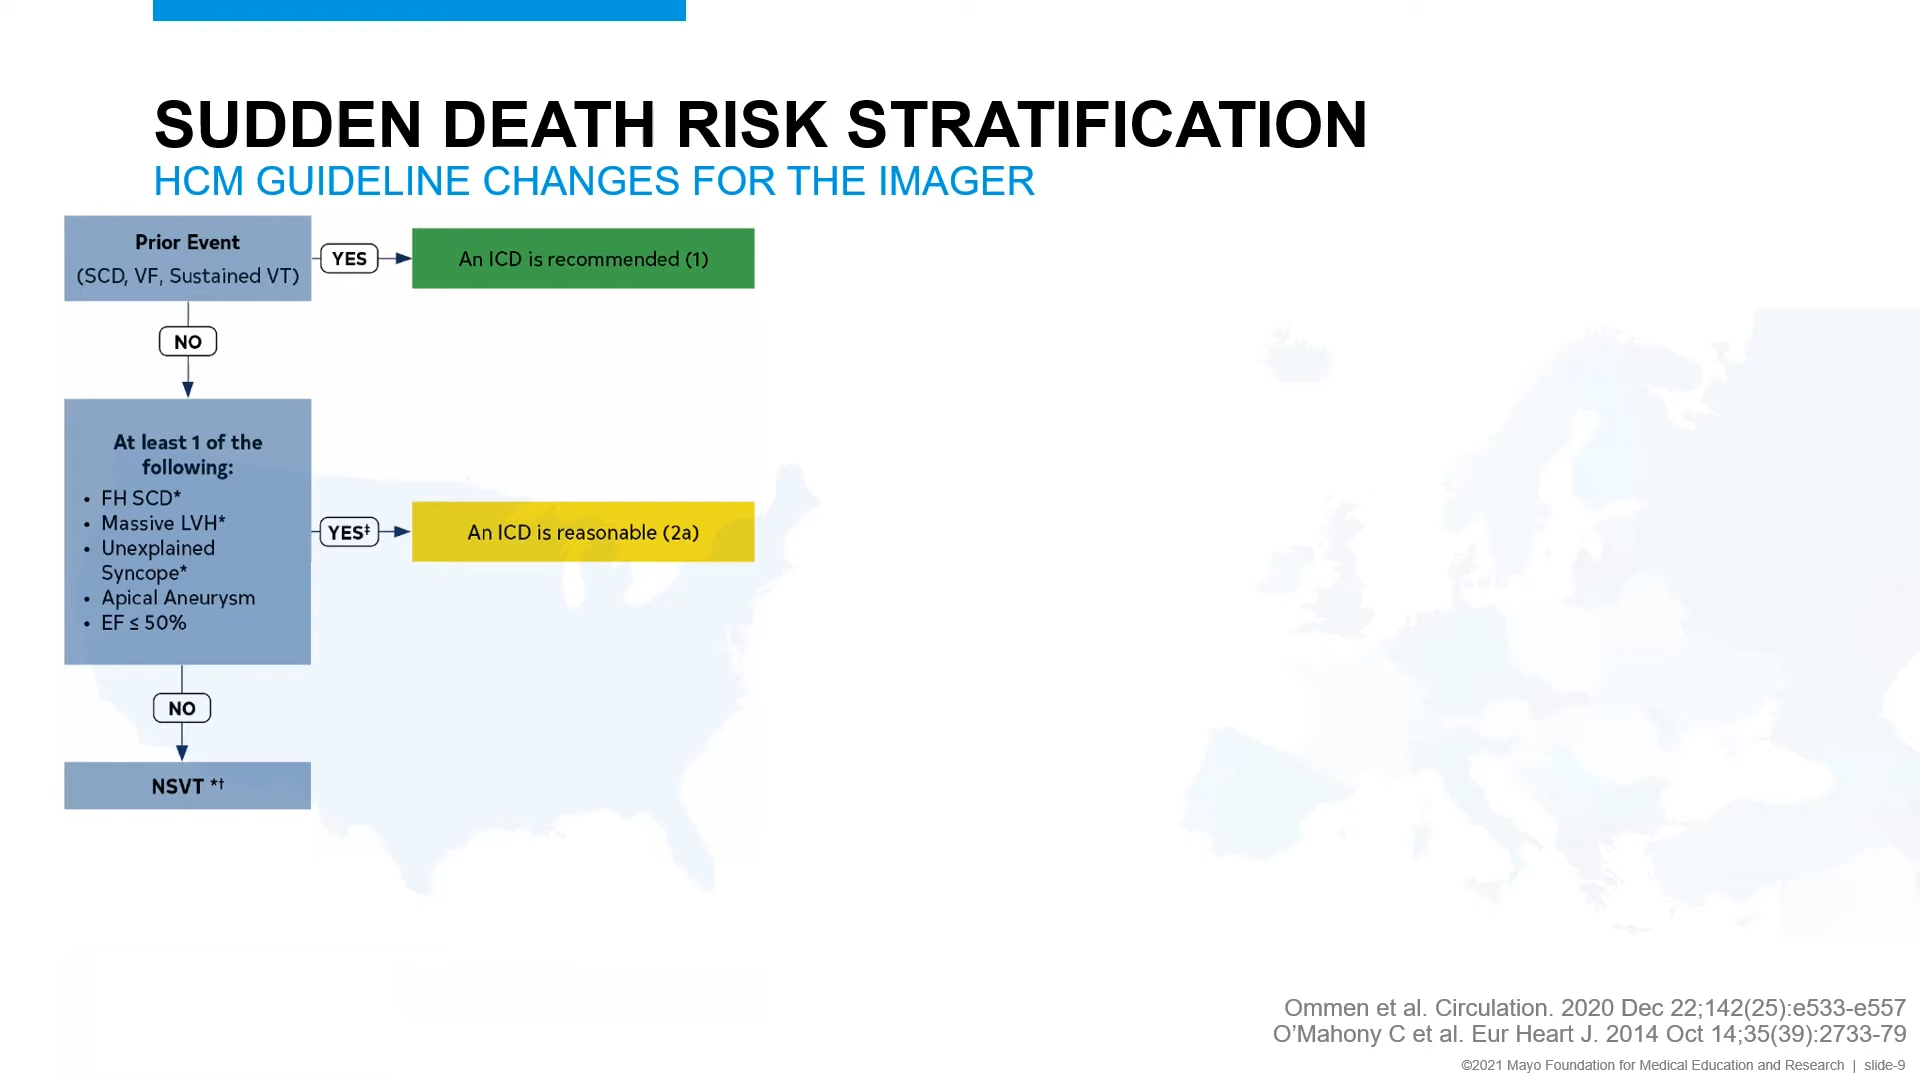 SUDDEN DEATH RISK STRATIFICATION
HCM GUIDELINE CHANGES FOR THE IMAGER
Prior Event
(SCD, VF, Sustained VT)
YES
An ICD is recommended (1)
NO
At least 1 of the
following:
• FH SCD*
• Massive LVH*
• Unexplained
Syncope*
• Apical Aneurysm
• EF ≤ 50%
YES‡
An ICD is reasonable (2a)
NO
NSVT *†
Ommen et al. Circulation. 2020 Dec 22;142(25):e533-e557
O’Mahony C et al. Eur Heart J. 2014 Oct 14;35(39):2733-79
©2021 Mayo Foundation for Medical Education and Research | slide-9